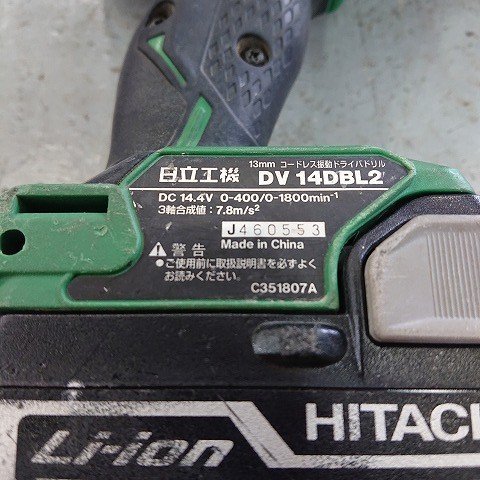 13mm コードレス振動ドライバドリル
日立工機 DV 14DBL2
DC 14.4V 0-400/0-1800min⁻¹
3軸合成値：7.8m/s²
J460553
Made in China
⚠警告
●ご使用前に取扱説明書を必ずよく
お読みください。
C351807A
HITACHI
Li-ion